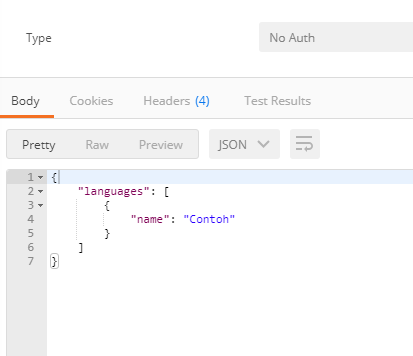 Type No Auth
Body Cookies Headers (4) Test Results
Pretty Raw Preview JSON
1 {
2 "languages": [
3 {
4 "name": "Contoh"
5 }
6 ]
7 }